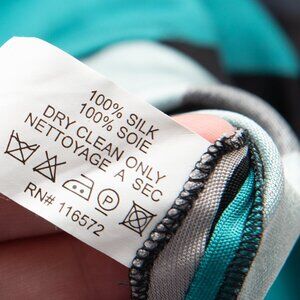 100% SILK
100% SOIE
DRY CLEAN ONLY
NETTOYAGE A SEC
RN# 116572